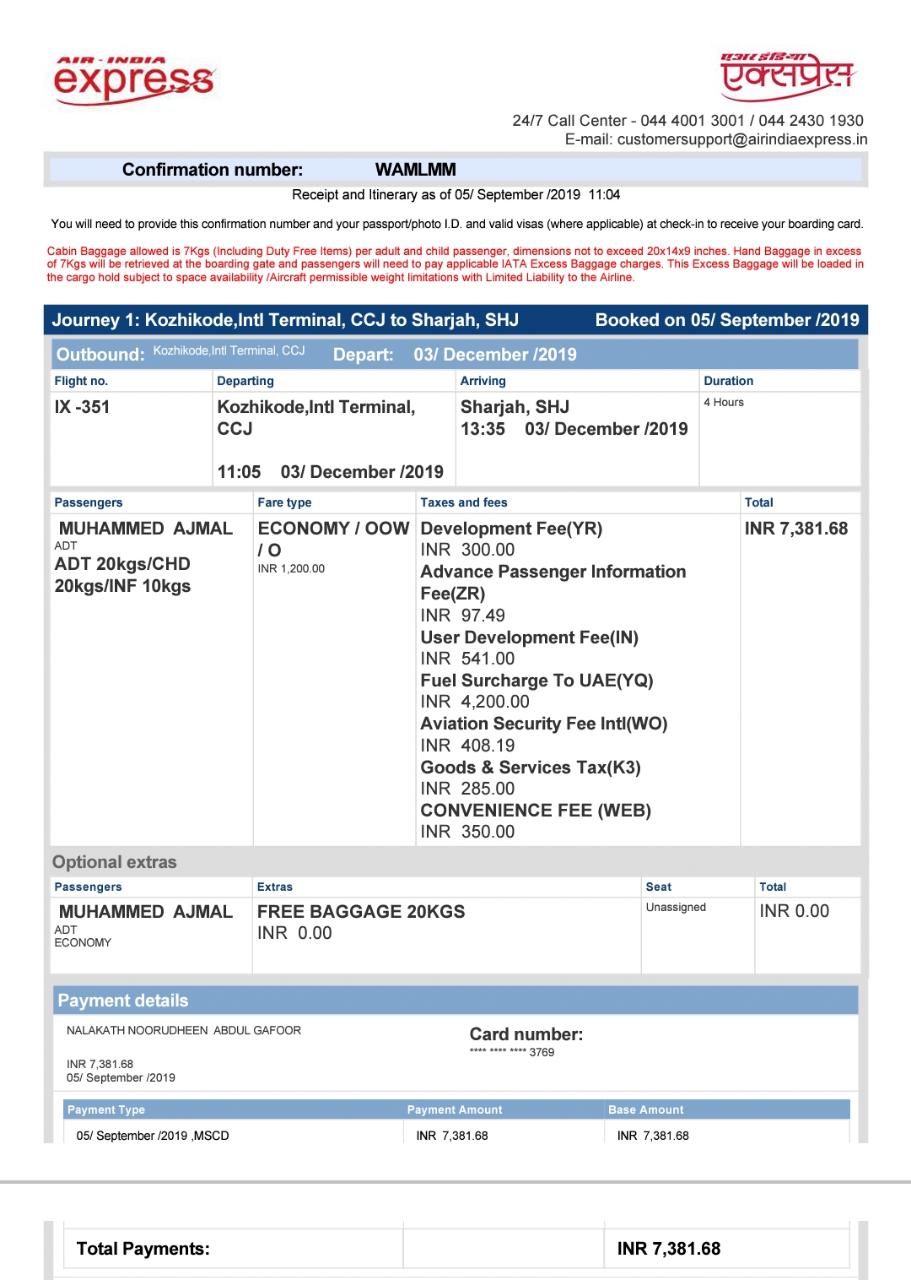 AIR-INDIA
express
एअर इंडिया
एक्सप्रेस
24/7 Call Center - 044 4001 3001 / 044 2430 1930
E-mail: customersupport@airindiaexpress.in
Confirmation number: WAMLMM
Receipt and Itinerary as of 05/ September /2019 11:04
You will need to provide this confirmation number and your passport/photo I.D. and valid visas (where applicable) at check-in to receive your boarding card.
Cabin Baggage allowed is 7Kgs (Including Duty Free Items) per adult and child passenger, dimensions not to exceed 20x14x9 inches. Hand Baggage in excess
of 7Kgs will be retrieved at the boarding gate and passengers will need to pay applicable IATA Excess Baggage charges. This Excess Baggage will be loaded in
the cargo hold subject to space availability /Aircraft permissible weight limitations with Limited Liability to the Airline.
Journey 1: Kozhikode,Intl Terminal, CCJ to Sharjah, SHJ Booked on 05/ September /2019
Outbound: Kozhikode,Intl Terminal, CCJ Depart: 03/ December /2019
Flight no. Departing Arriving Duration
IX -351 Kozhikode,Intl Terminal, Sharjah, SHJ 4 Hours
CCJ 13:35 03/ December /2019
11:05 03/ December /2019
Passengers Fare type Taxes and fees Total
MUHAMMED AJMAL ECONOMY / OOW Development Fee(YR) INR 7,381.68
ADT / O INR 300.00
ADT 20kgs/CHD INR 1,200.00 Advance Passenger Information
20kgs/INF 10kgs Fee(ZR)
INR 97.49
User Development Fee(IN)
INR 541.00
Fuel Surcharge To UAE(YQ)
INR 4,200.00
Aviation Security Fee Intl(WO)
INR 408.19
Goods & Services Tax(K3)
INR 285.00
CONVENIENCE FEE (WEB)
INR 350.00
Optional extras
Passengers Extras Seat Total
MUHAMMED AJMAL FREE BAGGAGE 20KGS Unassigned INR 0.00
ADT INR 0.00
ECONOMY
Payment details
NALAKATH NOORUDHEEN ABDUL GAFOOR Card number:
**** **** **** 3769
INR 7,381.68
05/ September /2019
Payment Type Payment Amount Base Amount
05/ September /2019 ,MSCD INR 7,381.68 INR 7,381.68
Total Payments: INR 7,381.68